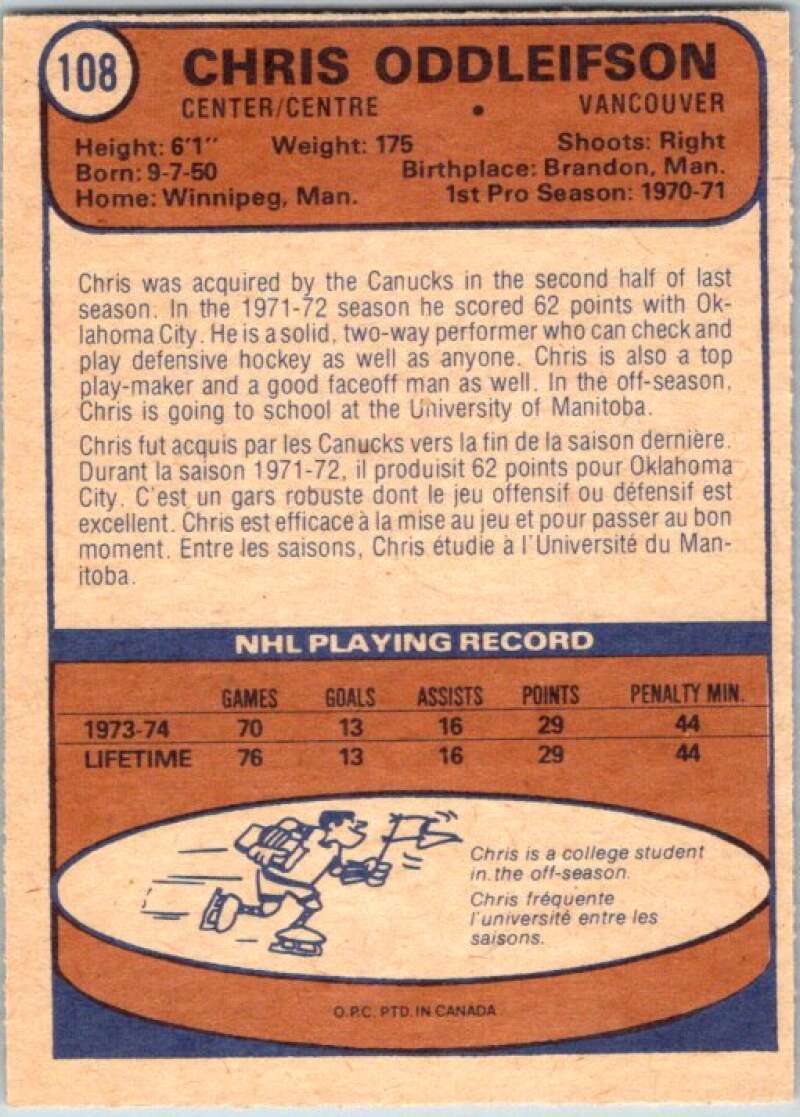 108
CHRIS ODDLEIFSON
CENTER/CENTRE • VANCOUVER
Height: 6'1" Weight: 175 Shoots: Right
Born: 9-7-50 Birthplace: Brandon, Man.
Home: Winnipeg, Man. 1st Pro Season: 1970-71
Chris was acquired by the Canucks in the second half of last
season. In the 1971-72 season he scored 62 points with Ok-
lahoma City. He is a solid, two-way performer who can check and
play defensive hockey as well as anyone. Chris is also a top
play-maker and a good faceoff man as well. In the off-season,
Chris is going to school at the University of Manitoba.
Chris fut acquis par les Canucks vers la fin de la saison dernière.
Durant la saison 1971-72, il produisit 62 points pour Oklahoma
City. C'est un gars robuste dont le jeu offensif ou défensif est
excellent. Chris est efficace à la mise au jeu et pour passer au bon
moment. Entre les saisons, Chris étudie à l'Université du Man-
itoba.
NHL PLAYING RECORD
GAMES GOALS ASSISTS POINTS PENALTY MIN.
1973-74 70 13 16 29 44
LIFETIME 76 13 16 29 44
Chris is a college student
in the off-season.
Chris fréquente
l'université entre les
saisons.
O.P.C. PTD. IN CANADA